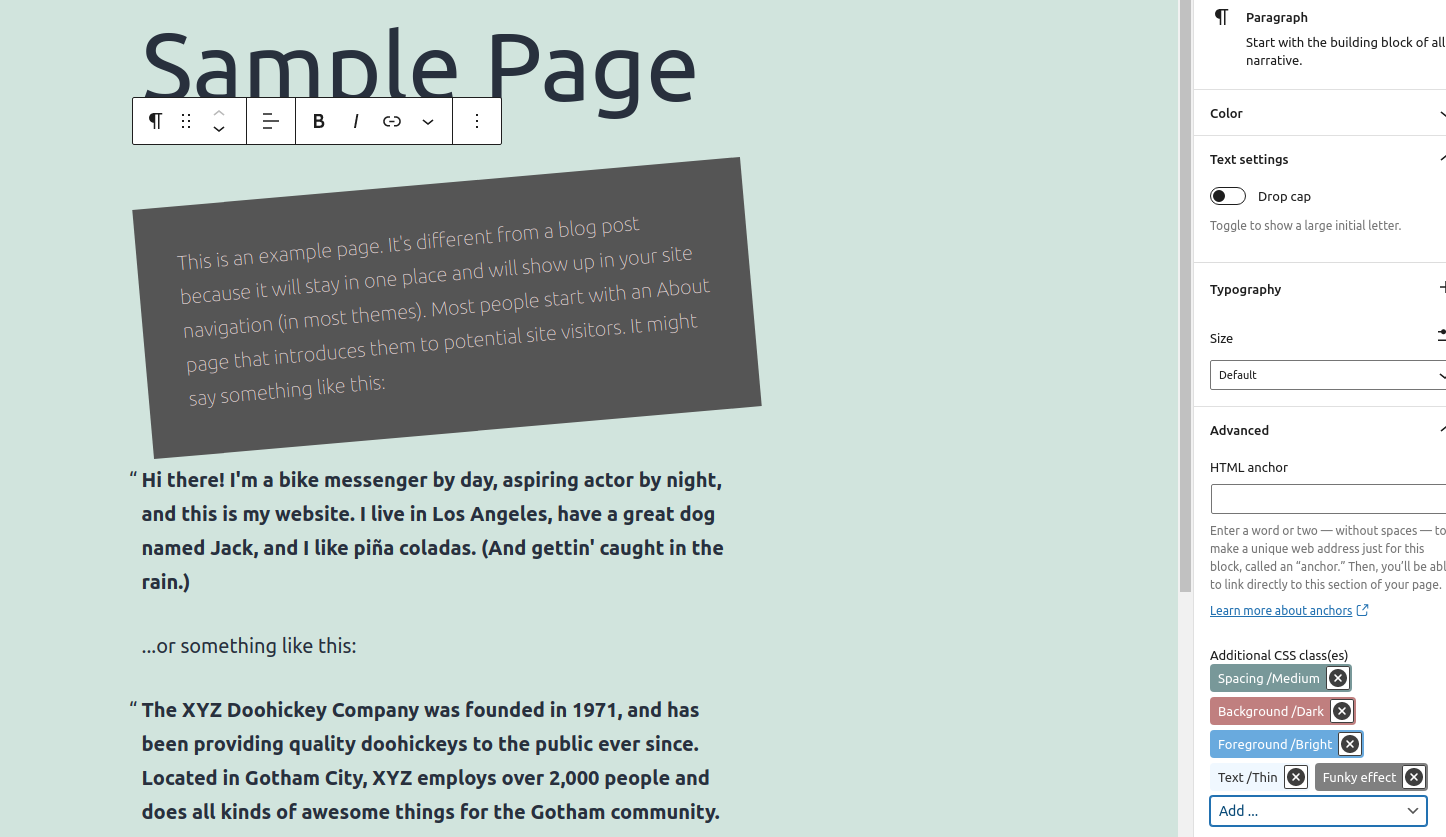 Sample Page
B I
This is an example page. It's different from a blog post
because it will stay in one place and will show up in your site
navigation (in most themes). Most people start with an About
page that introduces them to potential site visitors. It might
say something like this:
“ Hi there! I'm a bike messenger by day, aspiring actor by night,
and this is my website. I live in Los Angeles, have a great dog
named Jack, and I like piña coladas. (And gettin' caught in the
rain.)
...or something like this:
“ The XYZ Doohickey Company was founded in 1971, and has
been providing quality doohickeys to the public ever since.
Located in Gotham City, XYZ employs over 2,000 people and
does all kinds of awesome things for the Gotham community.
Paragraph
Start with the building block of all
narrative.
Color
Text settings
Drop cap
Toggle to show a large initial letter.
Typography
Size
Default
Advanced
HTML anchor
Enter a word or two — without spaces — to
make a unique web address just for this
block, called an “anchor.” Then, you’ll be abl
to link directly to this section of your page.
Learn more about anchors
Additional CSS class(es)
Spacing /Medium
Background /Dark
Foreground /Bright
Text /Thin Funky effect
Add ...